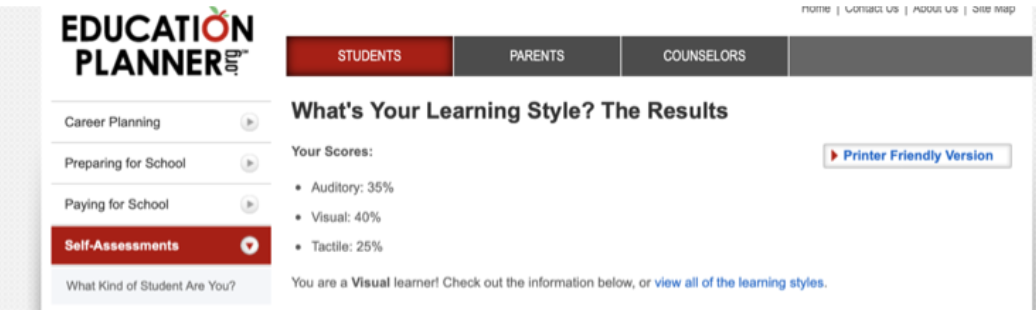 Home | Contact Us | About Us | Site Map
EDUCATION
PLANNER.org℠
STUDENTS
PARENTS
COUNSELORS
Career Planning
Preparing for School
Paying for School
Self-Assessments
What Kind of Student Are You?
What's Your Learning Style? The Results
Your Scores:
Printer Friendly Version
• Auditory: 35%
• Visual: 40%
• Tactile: 25%
You are a Visual learner! Check out the information below, or view all of the learning styles.